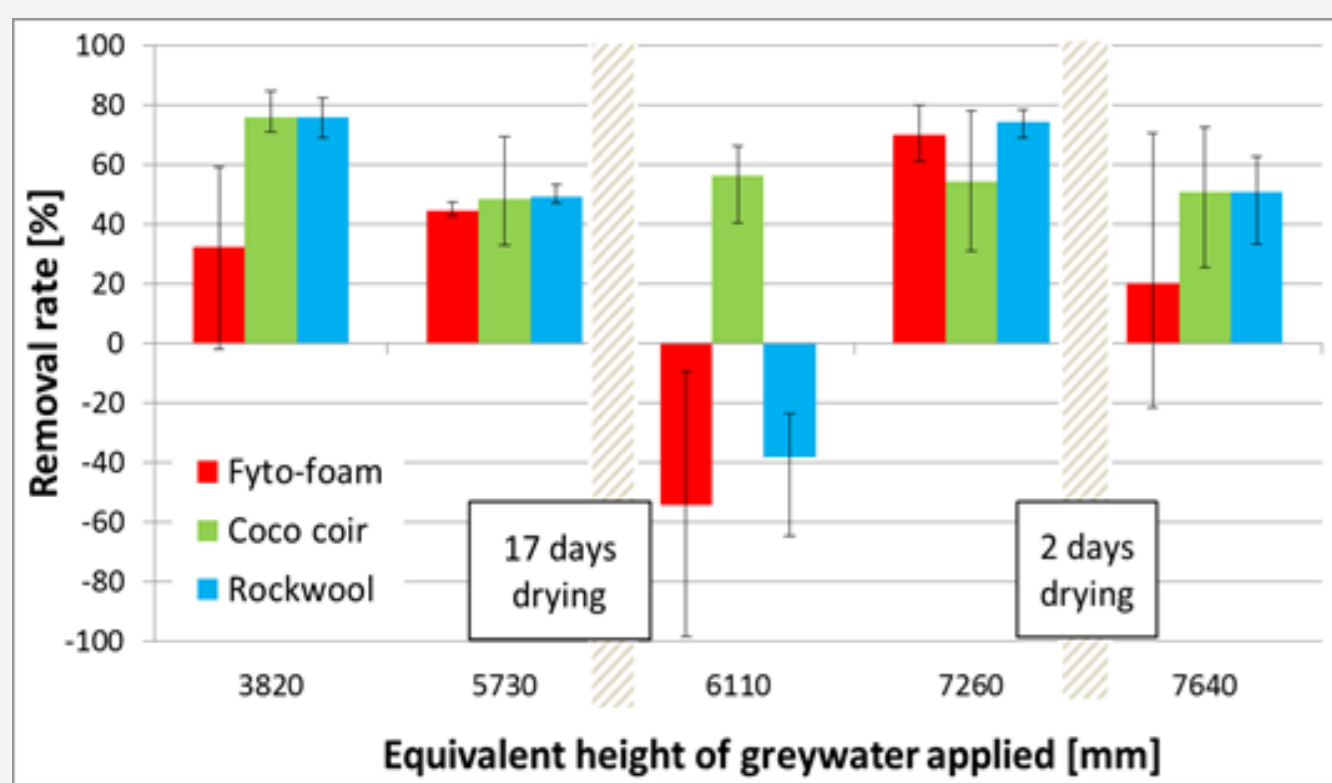 Removal rate [%]
100
80
60
40
20
0
-20
-40
-60
-80
-100
Fyto-foam
Coco coir
Rockwool
17 days
drying
2 days
drying
3820
5730
6110
7260
7640
Equivalent height of greywater applied [mm]